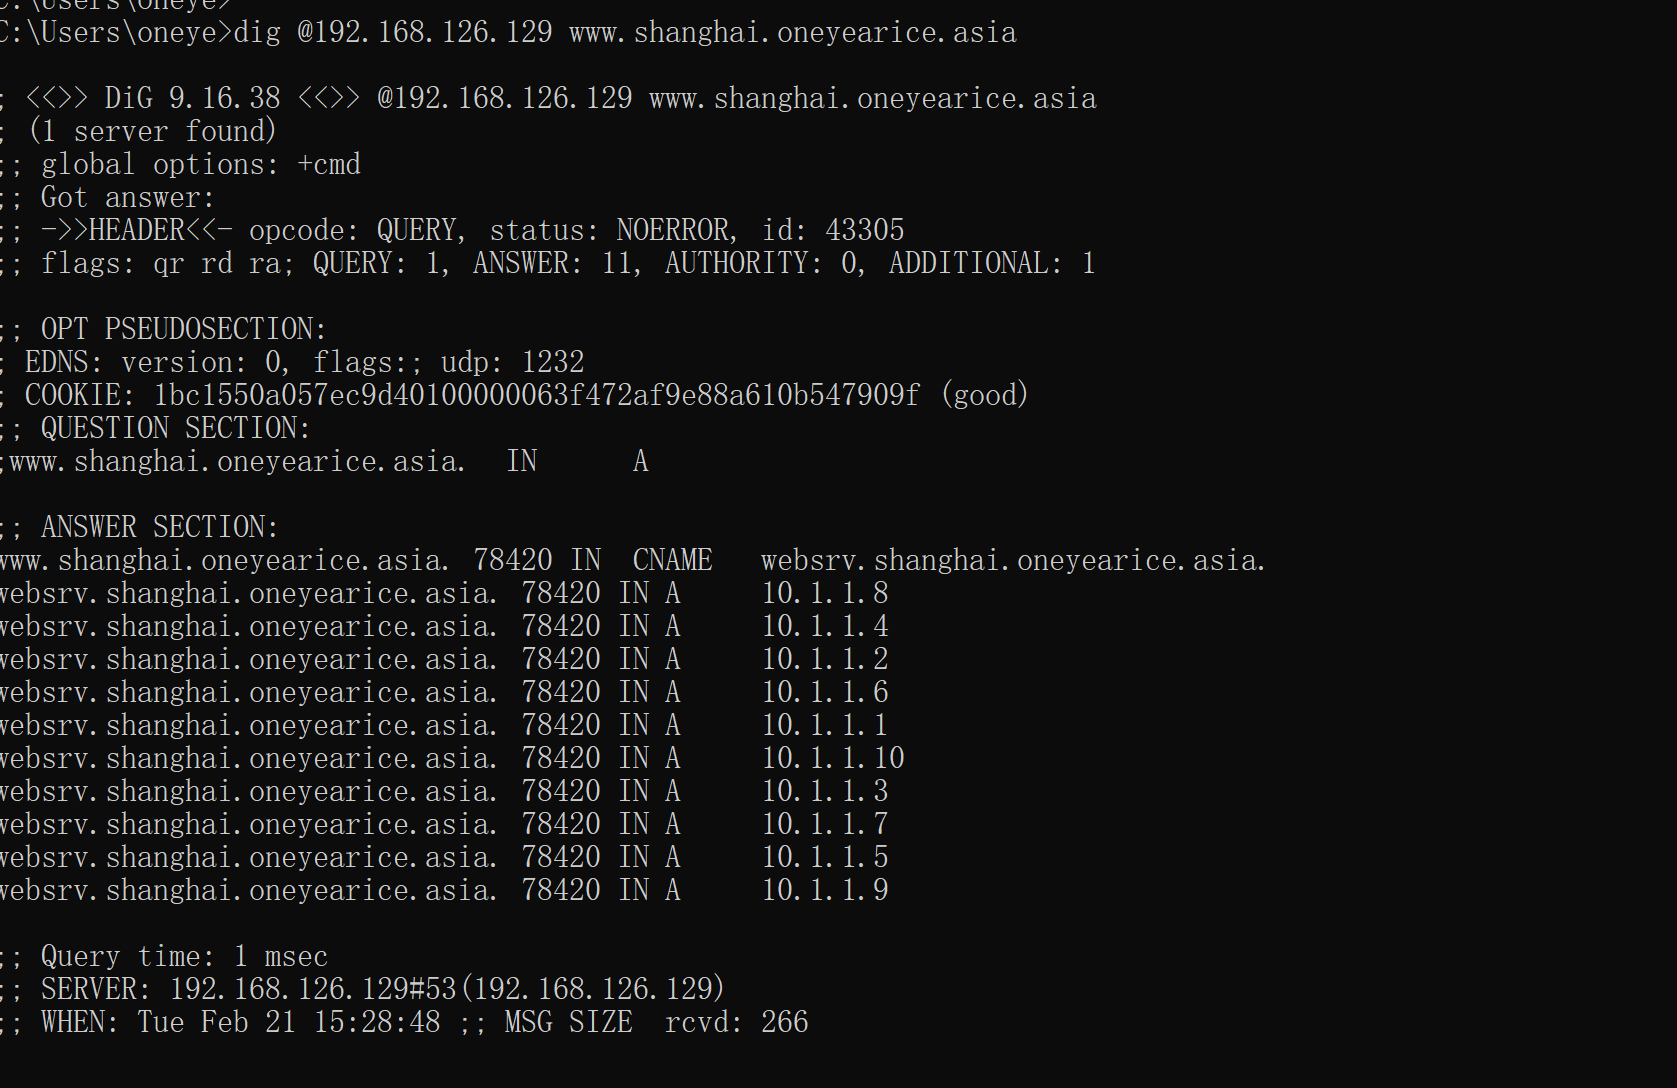 C:\Users\oneye>
C:\Users\oneye>dig @192.168.126.129 www.shanghai.oneyearice.asia
; <<>> DiG 9.16.38 <<>> @192.168.126.129 www.shanghai.oneyearice.asia
; (1 server found)
;; global options: +cmd
;; Got answer:
;; ->>HEADER<<- opcode: QUERY, status: NOERROR, id: 43305
;; flags: qr rd ra; QUERY: 1, ANSWER: 11, AUTHORITY: 0, ADDITIONAL: 1
;; OPT PSEUDOSECTION:
; EDNS: version: 0, flags:; udp: 1232
; COOKIE: 1bc1550a057ec9d40100000063f472af9e88a610b547909f (good)
;; QUESTION SECTION:
;www.shanghai.oneyearice.asia. IN A
;; ANSWER SECTION:
www.shanghai.oneyearice.asia. 78420 IN CNAME websrv.shanghai.oneyearice.asia.
websrv.shanghai.oneyearice.asia. 78420 IN A 10.1.1.8
websrv.shanghai.oneyearice.asia. 78420 IN A 10.1.1.4
websrv.shanghai.oneyearice.asia. 78420 IN A 10.1.1.2
websrv.shanghai.oneyearice.asia. 78420 IN A 10.1.1.6
websrv.shanghai.oneyearice.asia. 78420 IN A 10.1.1.1
websrv.shanghai.oneyearice.asia. 78420 IN A 10.1.1.10
websrv.shanghai.oneyearice.asia. 78420 IN A 10.1.1.3
websrv.shanghai.oneyearice.asia. 78420 IN A 10.1.1.7
websrv.shanghai.oneyearice.asia. 78420 IN A 10.1.1.5
websrv.shanghai.oneyearice.asia. 78420 IN A 10.1.1.9
;; Query time: 1 msec
;; SERVER: 192.168.126.129#53(192.168.126.129)
;; WHEN: Tue Feb 21 15:28:48 ;; MSG SIZE rcvd: 266